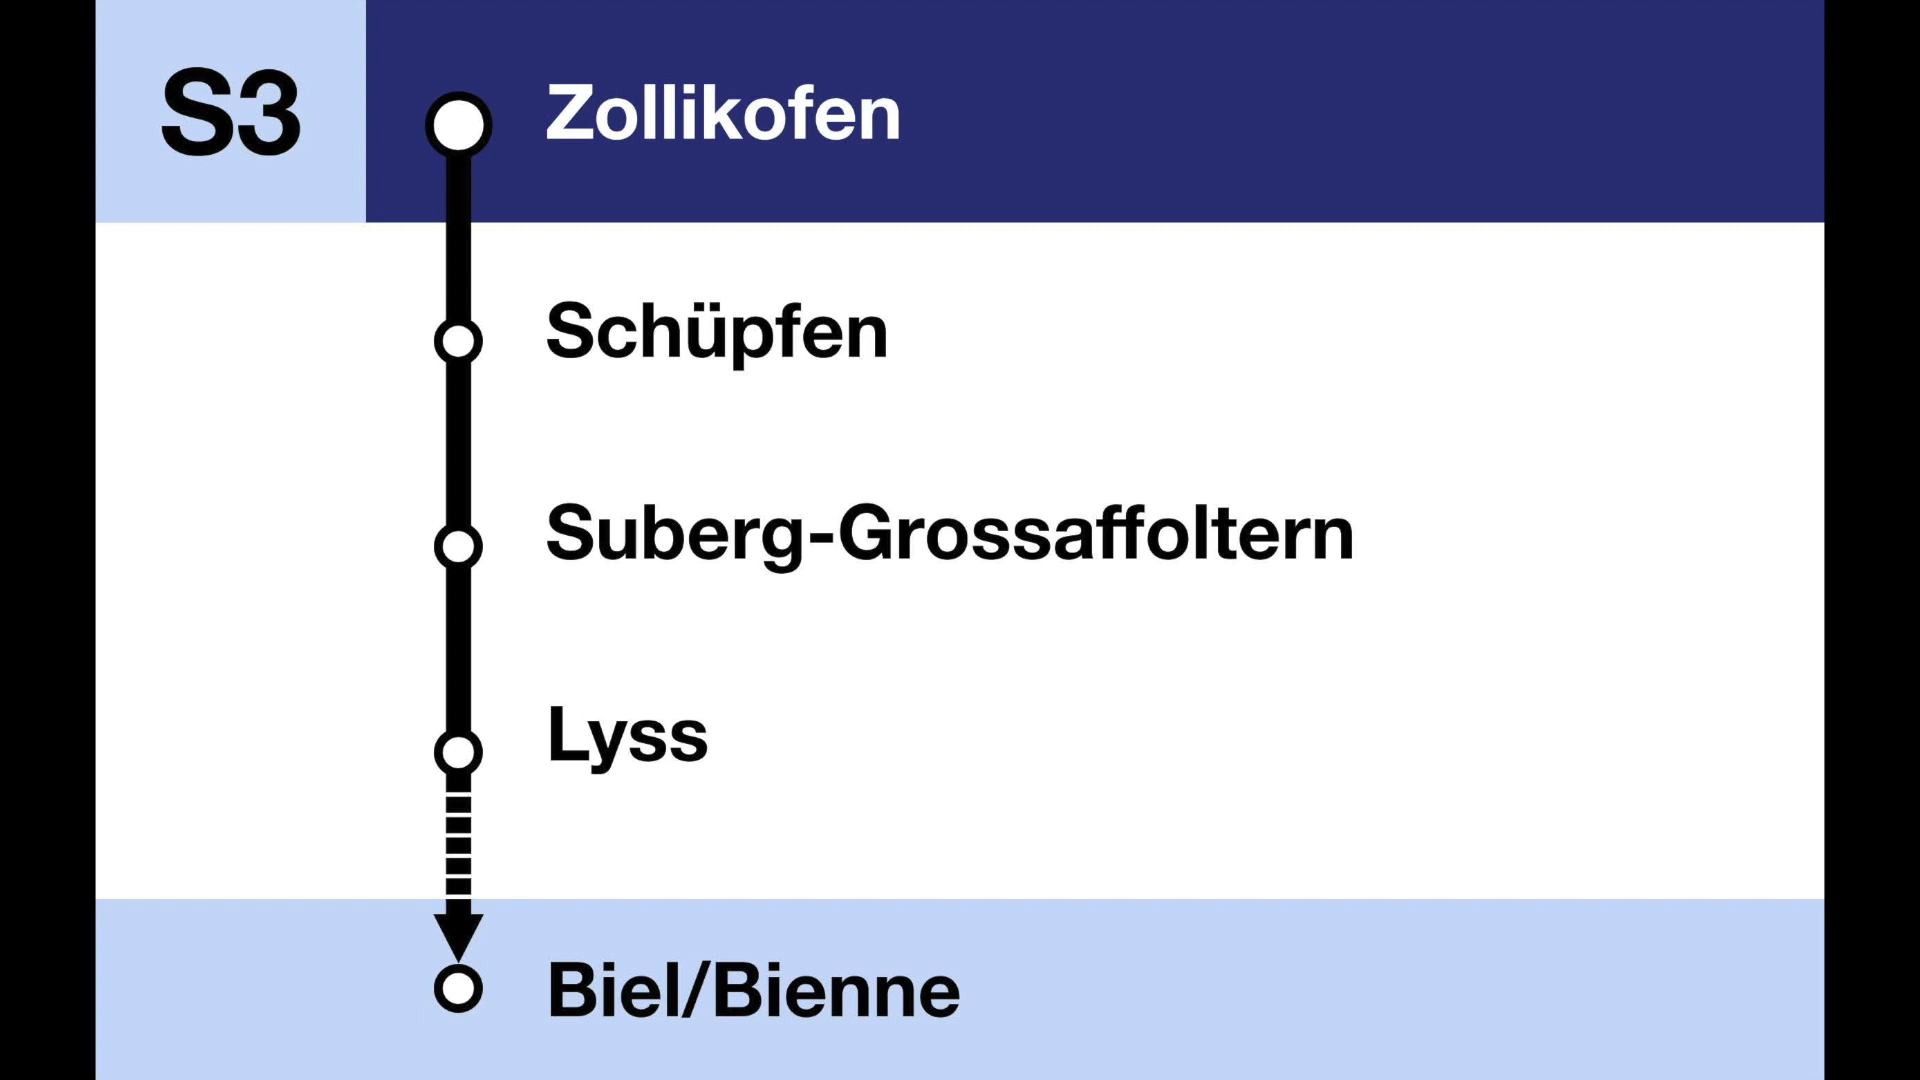 S3
Zollikofen
Schüpfen
Suberg-Grossaffoltern
Lyss
Biel/Bienne